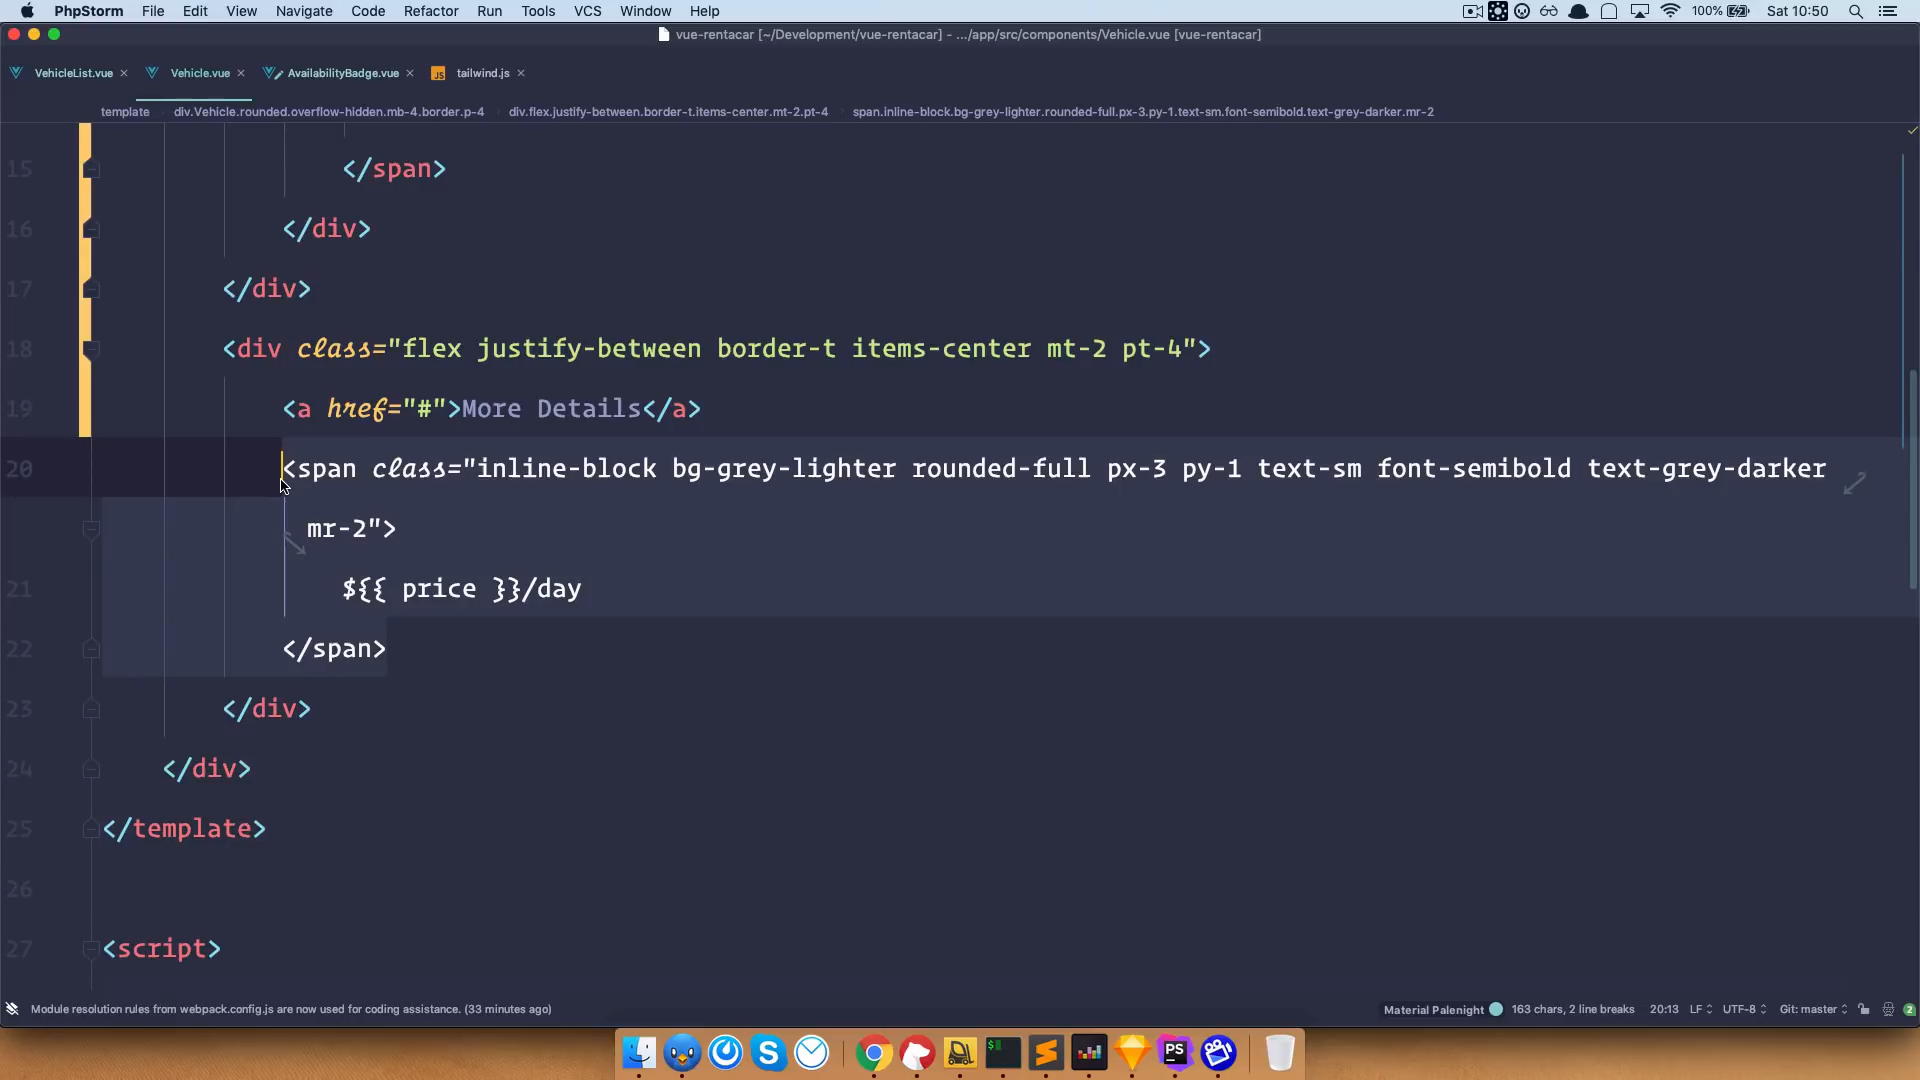 PhpStorm File Edit View Navigate Code Refactor Run Tools VCS Window Help 100% Sat 10:50
vue-rentacar [~/Development/vue-rentacar] - .../app/src/components/Vehicle.vue [vue-rentacar]
VehicleList.vue Vehicle.vue AvailabilityBadge.vue JS tailwind.js
template div.Vehicle.rounded.overflow-hidden.mb-4.border.p-4 div.flex.justify-between.border-t.items-center.mt-2.pt-4 span.inline-block.bg-grey-lighter.rounded-full.px-3.py-1.text-sm.font-semibold.text-grey-darker.mr-2
15 </span>
16 </div>
17 </div>
18 <div class="flex justify-between border-t items-center mt-2 pt-4">
19 <a href="#">More Details</a>
20 <span class="inline-block bg-grey-lighter rounded-full px-3 py-1 text-sm font-semibold text-grey-darker
mr-2">
21 ${{ price }}/day
22 </span>
23 </div>
24 </div>
25 </template>
26
27 <script>
Module resolution rules from webpack.config.js are now used for coding assistance. (33 minutes ago) Material Palenight 163 chars, 2 line breaks 20:13 LF UTF-8 Git: master 2
$ PS